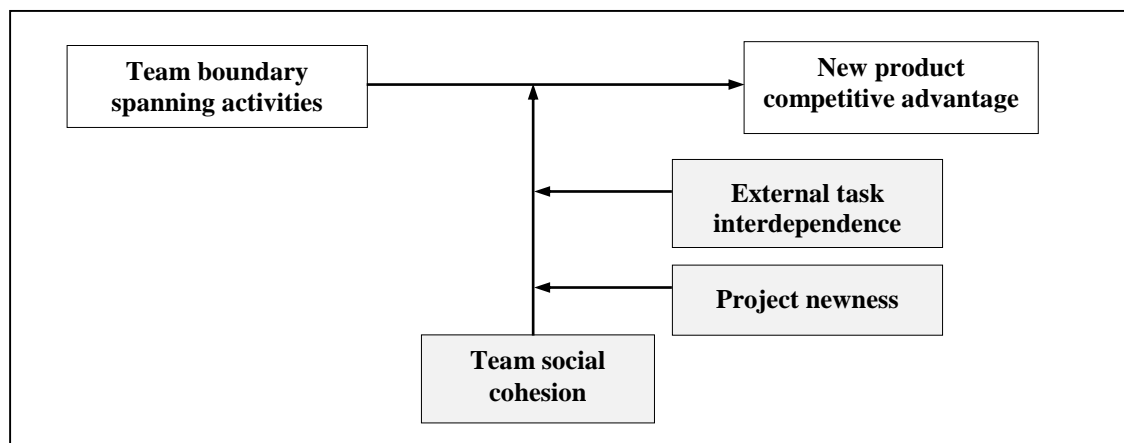 Team boundary
spanning activities
New product
competitive advantage
External task
interdependence
Project newness
Team social
cohesion